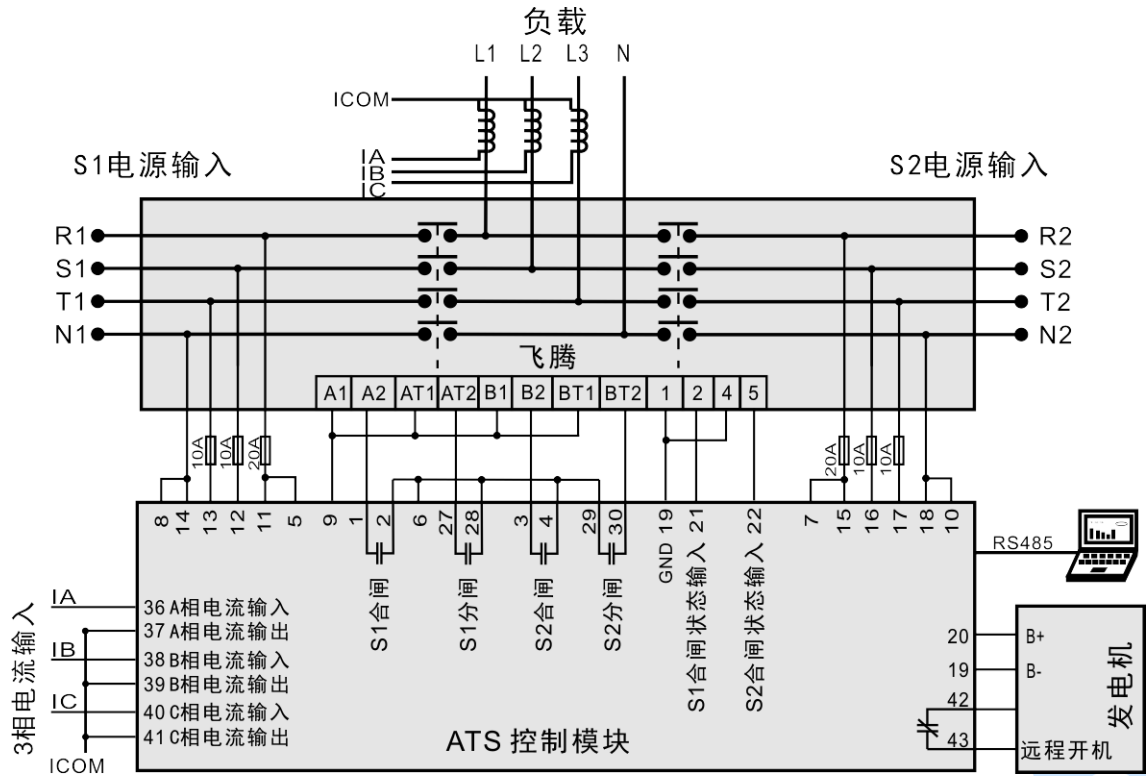 负载
L1 L2 L3 N
ICOM
IA
IB
IC
S1电源输入
S2电源输入
R1
S1
T1
N1
R2
S2
T2
N2
飞腾
A1 A2 AT1 AT2 B1 B2 BT1 BT2 1 2 4 5
10A 10A 20A
20A 10A 10A
8 14 13 12 11 5 9 1 2 6 27 28 3 4 29 30 GND 19 S1合闸状态输入 21 S2合闸状态输入 22 7 15 16 17 18 10
S1合闸
S1分闸
S2合闸
S2分闸
RS485
3相电流输入
IA
IB
IC
ICOM
36 A相电流输入
37 A相电流输出
38 B相电流输入
39 B相电流输出
40 C相电流输入
41 C相电流输出
ATS 控制模块
20 B+
19 B-
42
43 远程开机
发电机